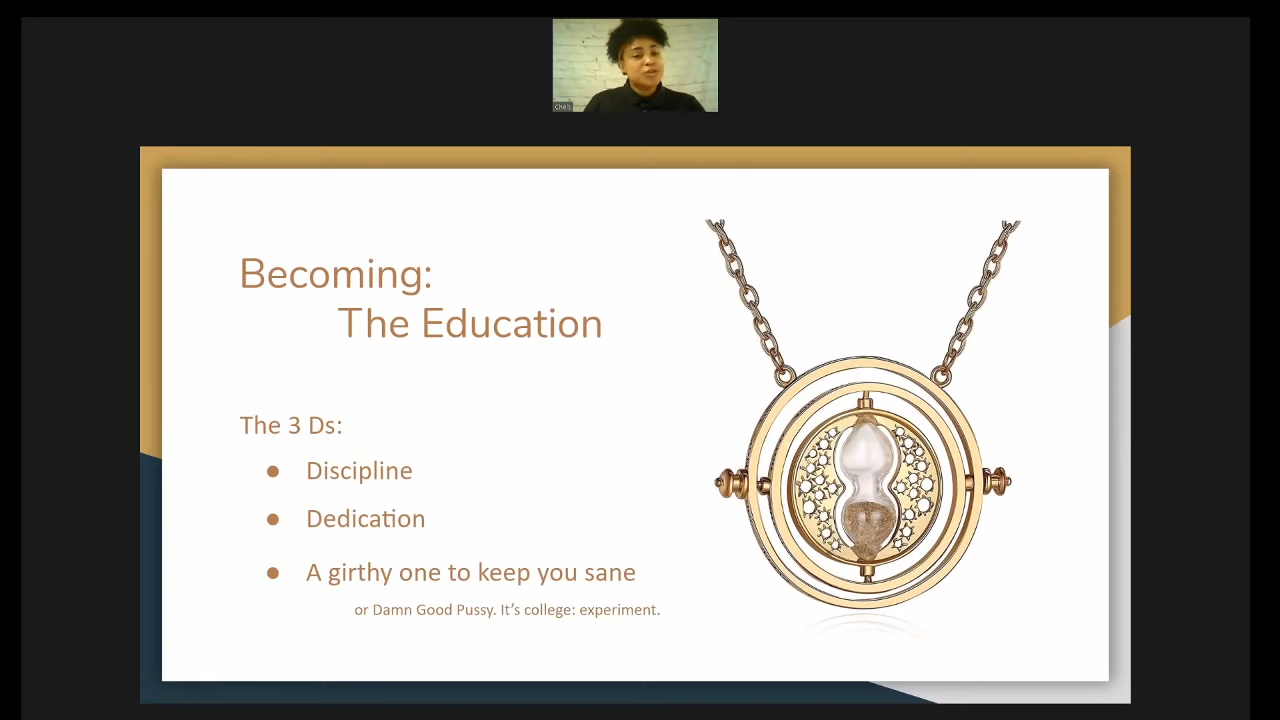 Becoming:
The Education
The 3 Ds:
● Discipline
● Dedication
● A girthy one to keep you sane
or Damn Good Pussy. It's college: experiment.